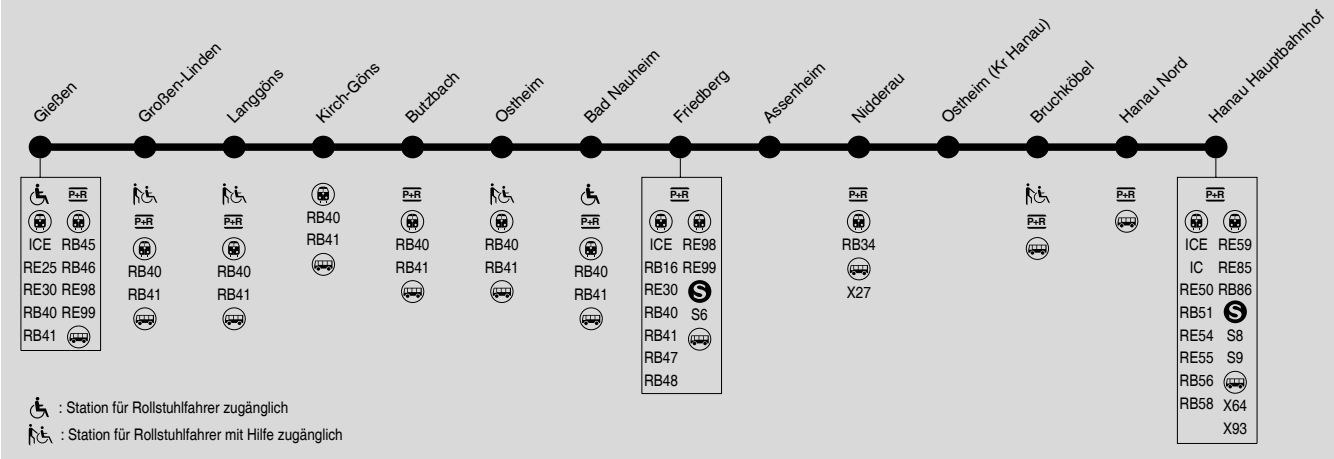 Gießen
Großen-Linden
Langgöns
Kirch-Göns
Butzbach
Ostheim
Bad Nauheim
Friedberg
Assenheim
Nidderau
Ostheim (Kr Hanau)
Bruchköbel
Hanau Nord
Hanau Hauptbahnhof
P+R
ICE RB45
RE25 RB46
RE30 RE98
RB40 RE99
RB41
P+R
RB40
RB41
P+R
RB40
RB41
RB40
RB41
P+R
RB40
RB41
RB40
RB41
P+R
RB40
RB41
P+R
ICE RE98
RB16 RE99
RE30 S
RB40 S6
RB41
RB47
RB48
P+R
RB34
X27
P+R
P+R
P+R
ICE RE59
IC RE85
RE50 RB86
RB51 S
RE54 S8
RE55 S9
RB56
RB58 X64
X93
: Station für Rollstuhlfahrer zugänglich
: Station für Rollstuhlfahrer mit Hilfe zugänglich